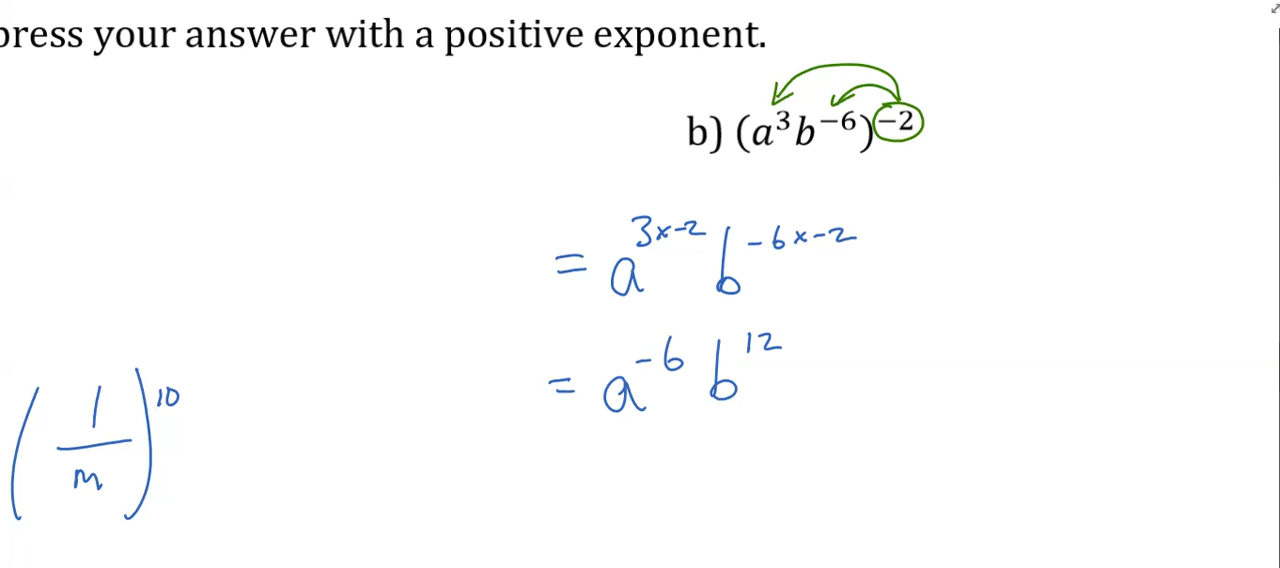 press your answer with a positive exponent.
b) (a³b⁻⁶)⁻²
= a³ˣ⁻² b⁻⁶ˣ⁻²
= a⁻⁶ b¹²
(1/m)¹⁰